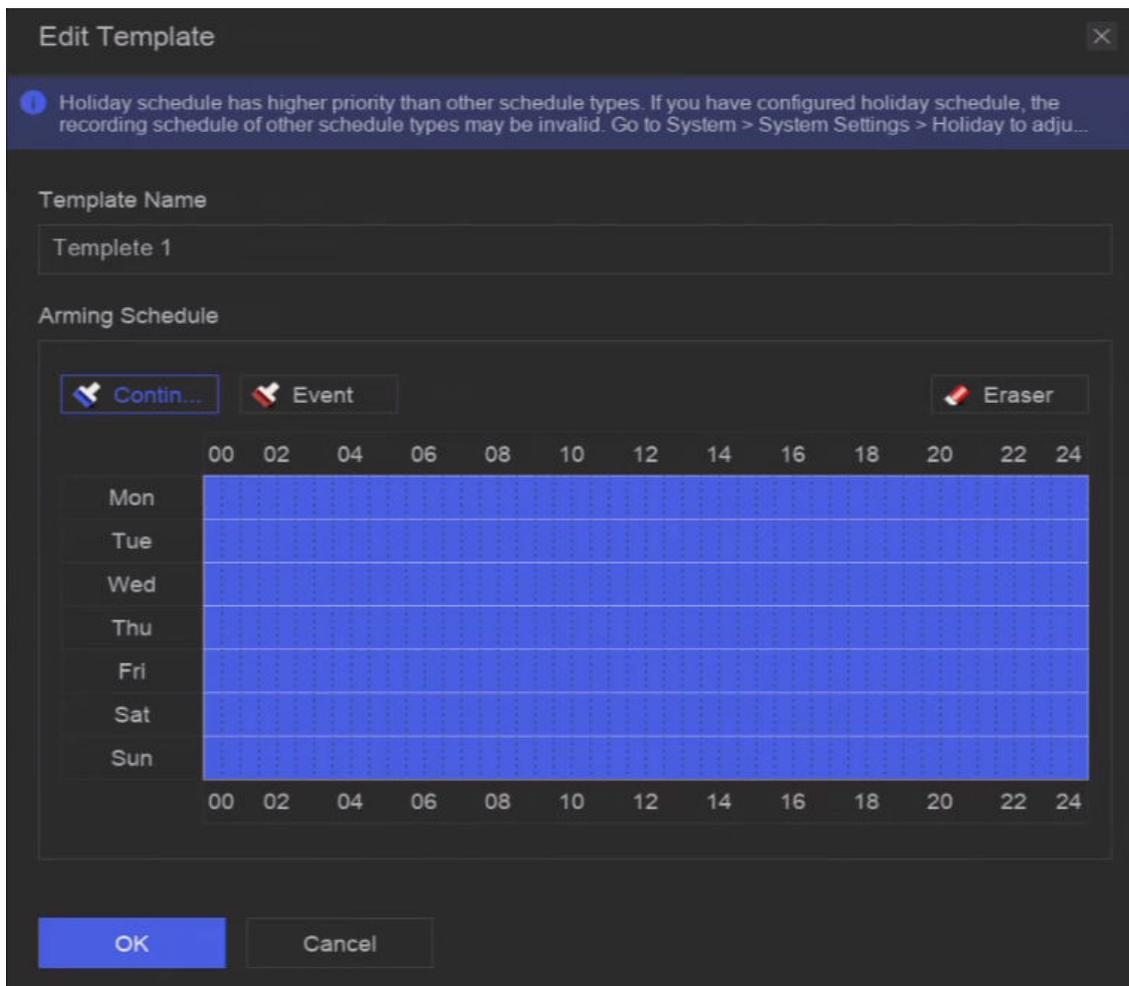 Edit Template
Holiday schedule has higher priority than other schedule types. If you have configured holiday schedule, the
recording schedule of other schedule types may be invalid. Go to System > System Settings > Holiday to adju...
Template Name
Templete 1
Arming Schedule
Contin... Event Eraser
00 02 04 06 08 10 12 14 16 18 20 22 24
Mon
Tue
Wed
Thu
Fri
Sat
Sun
00 02 04 06 08 10 12 14 16 18 20 22 24
OK Cancel